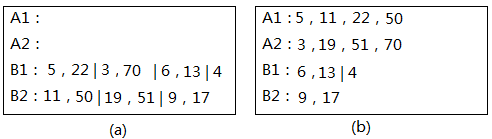 A1:
A2:
B1: 5 , 22 | 3 , 70 | 6 , 13 | 4
B2: 11 , 50 | 19 , 51 | 9 , 17
(a)
A1: 5 , 11 , 22 , 50
A2: 3 , 19 , 51 , 70
B1: 6 , 13 | 4
B2: 9 , 17
(b)